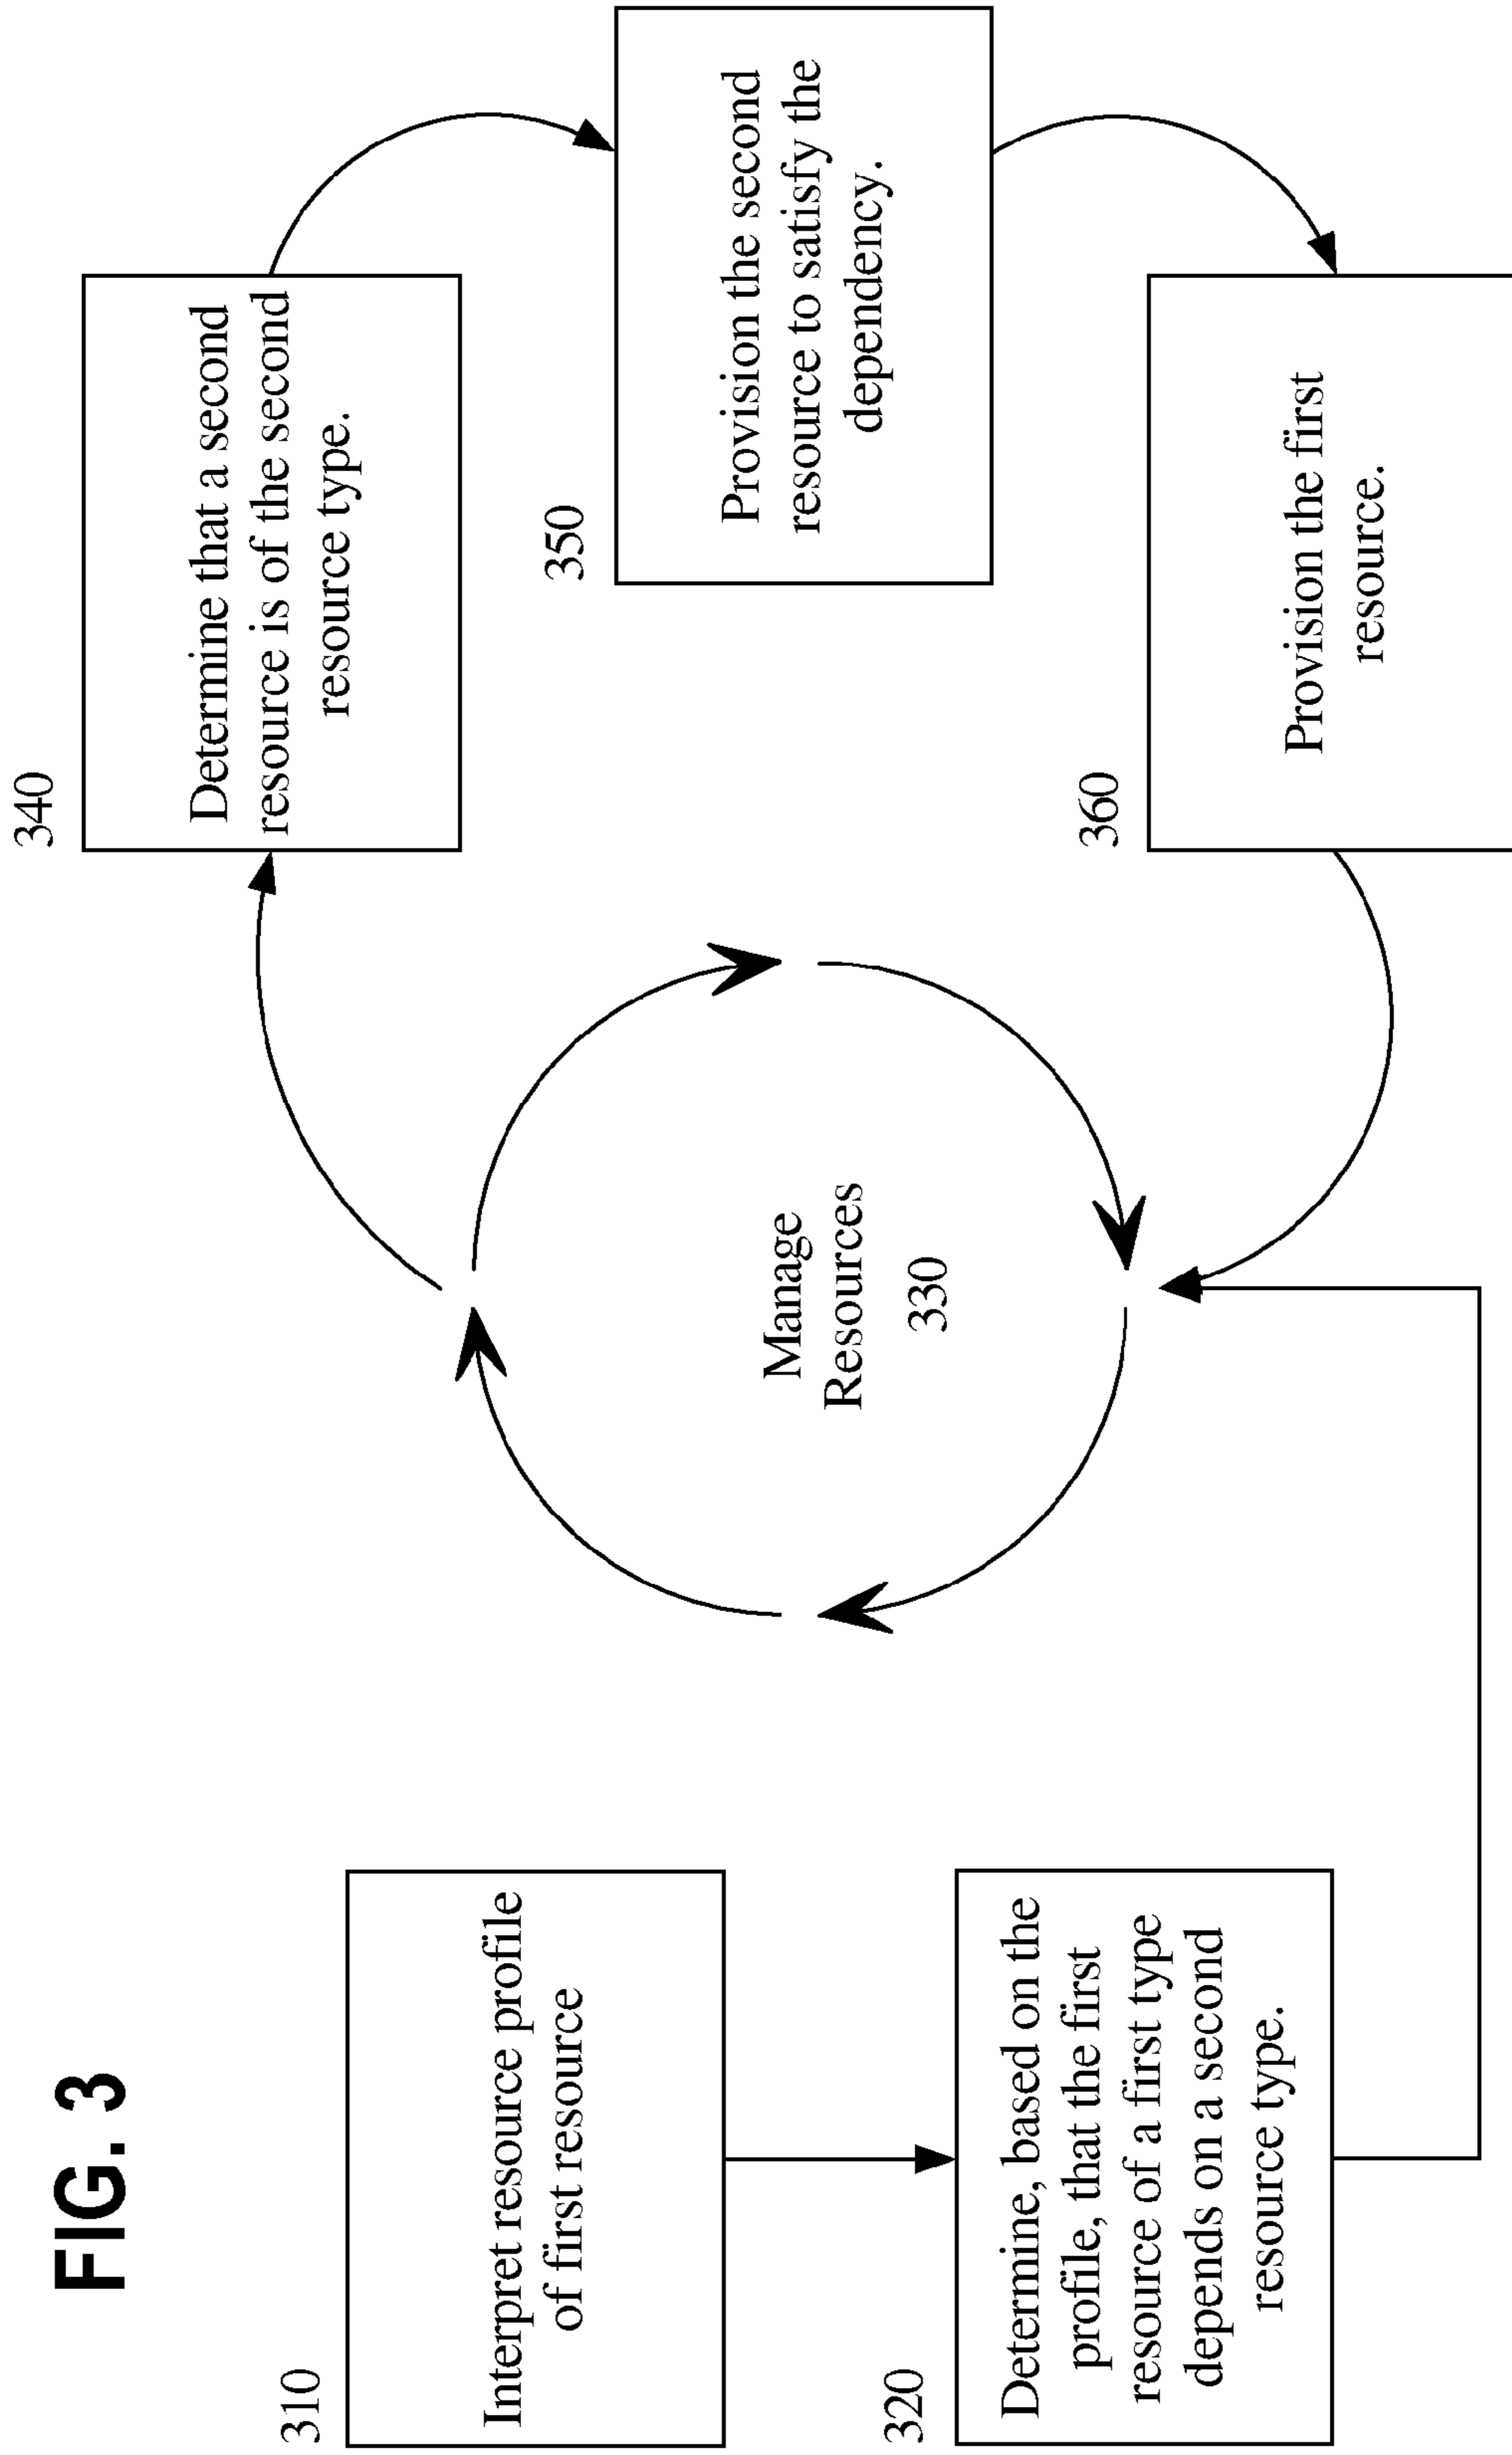 FIG. 3
310
Interpret resource profile
of first resource
320
Determine, based on the
profile, that the first
resource of a first type
depends on a second
resource type.
Manage
Resources
330
340
Determine that a second
resource is of the second
resource type.
350
Provision the second
resource to satisfy the
dependency.
360
Provision the first
resource.